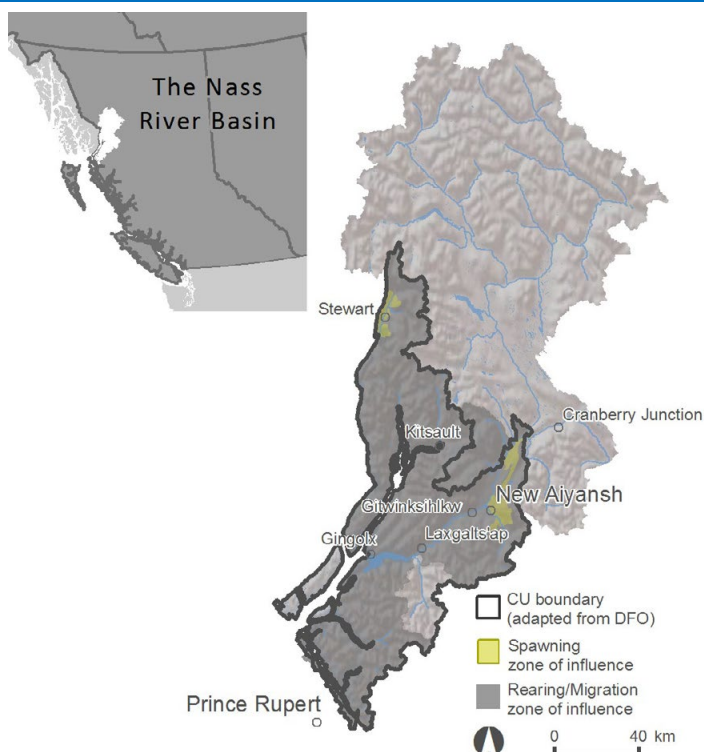 The Nass
River Basin
Stewart
Cranberry Junction
Kitsault
New Aiyansh
Gitwinksihlkw
Laxgalts'ap
Gingolx
CU boundary
(adapted from DFO)
Spawning
zone of influence
Rearing/Migration
zone of influence
Prince Rupert
0 40 km